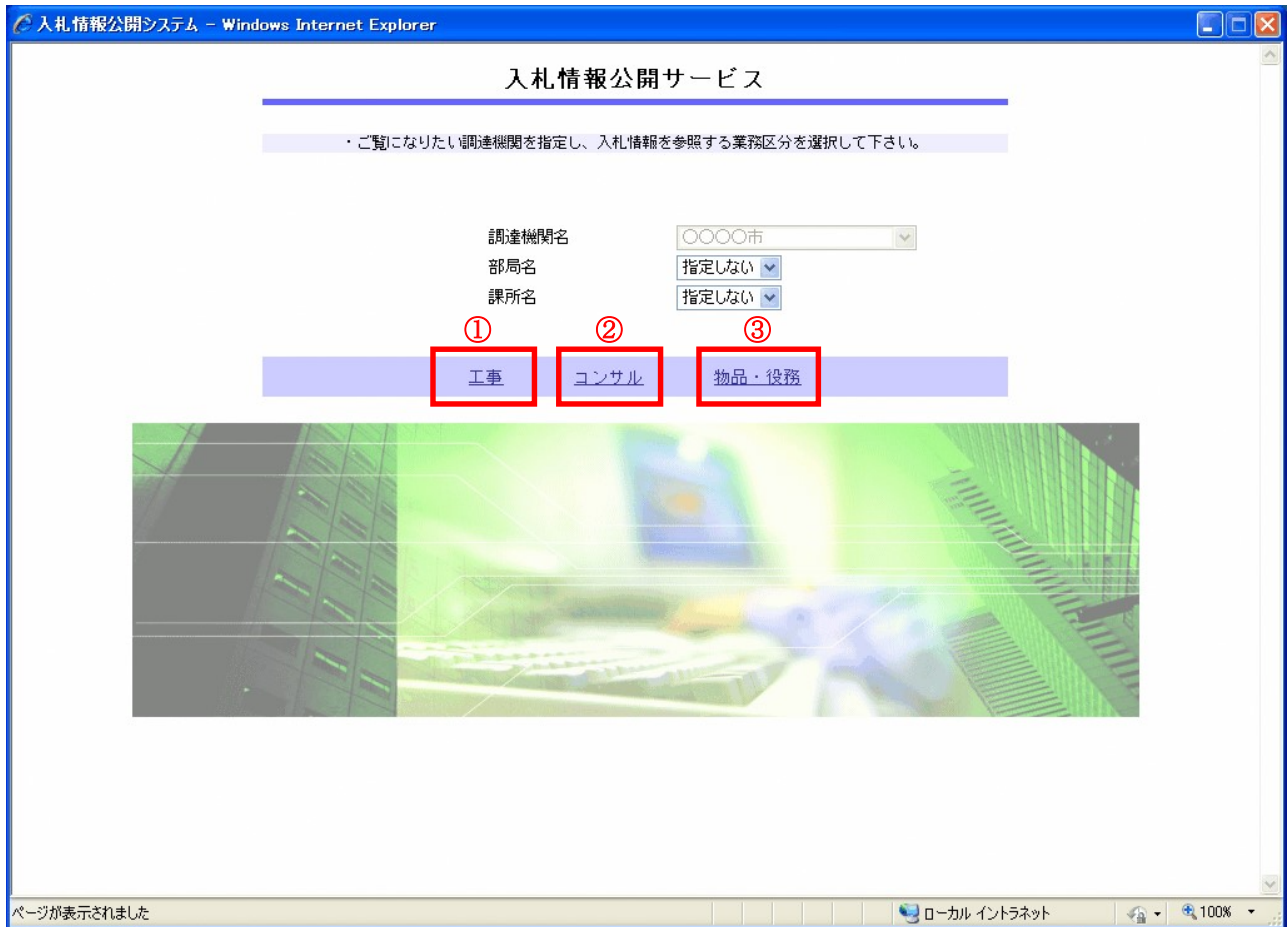 入札情報公開システム - Windows Internet Explorer
入札情報公開サービス
・ご覧になりたい調達機関を指定し、入札情報を参照する業務区分を選択して下さい。
調達機関名 ○○○○市
部局名 指定しない
課所名 指定しない
① ② ③
工事 コンサル 物品・役務
ページが表示されました ローカル イントラネット 100%